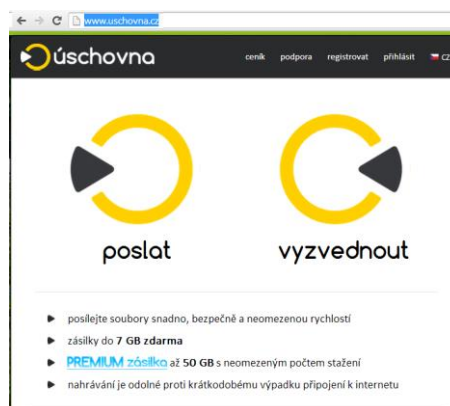 www.uschovna.cz
úschovna
ceník podpora registrovat přihlásit CZ
poslat vyzvednout
posílejte soubory snadno, bezpečně a neomezenou rychlostí
zásilky do 7 GB zdarma
PREMIUM zásilka až 50 GB s neomezeným počtem stažení
nahrávání je odolné proti krátkodobému výpadku připojení k internetu